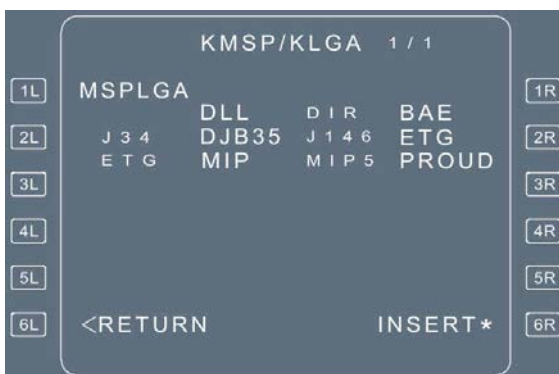 KMSP/KLGA 1/1
1L MSPLGA 1R
DLL DIR BAE
2L J34 DJB35 J146 ETG 2R
ETG MIP MIP5 PROUD
3L 3R
4L 4R
5L 5R
6L <RETURN INSERT* 6R